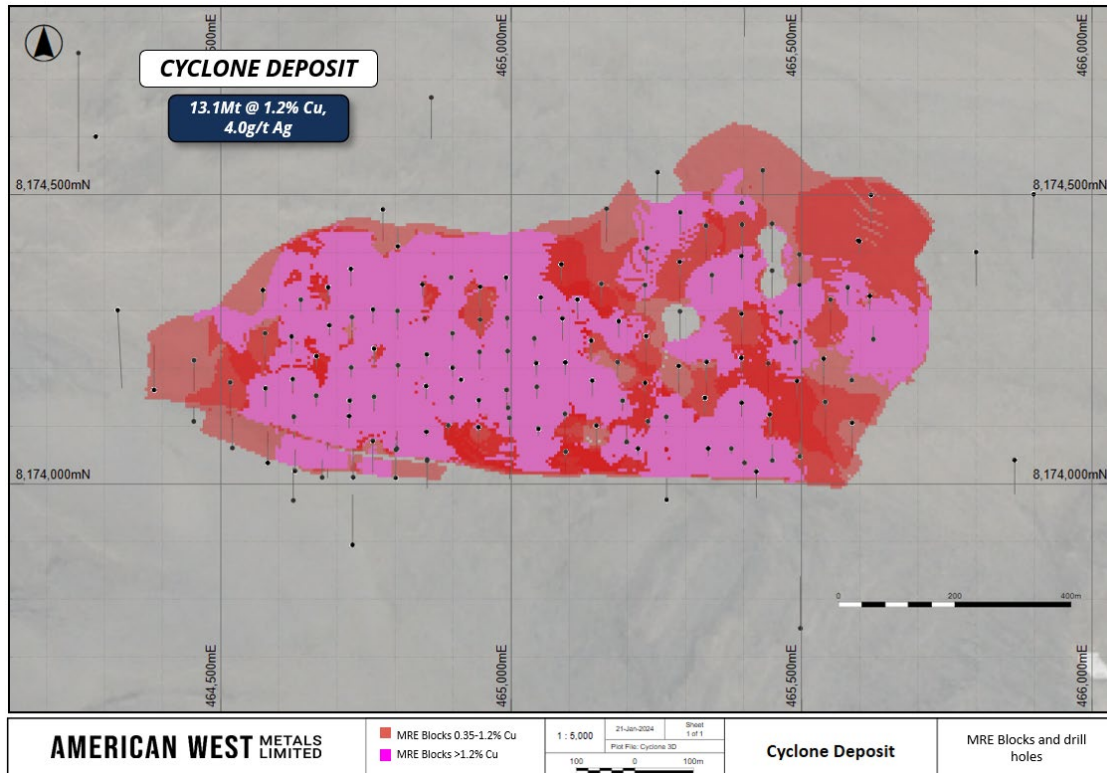 464,500mE
465,000mE
465,500mE
466,000mE
CYCLONE DEPOSIT
13.1Mt @ 1.2% Cu,
4.0g/t Ag
8,174,500mN
8,174,500mN
8,174,000mN
8,174,000mN
0 200 400m
464,500mE
465,000mE
465,500mE
466,000mE
AMERICAN WEST METALS LIMITED
MRE Blocks 0.35-1.2% Cu
MRE Blocks >1.2% Cu
1 : 5,000
21-Jan-2024
Sheet
1 of 1
Plot File: Cyclone 3D
100 0 100m
Cyclone Deposit
MRE Blocks and drill
holes